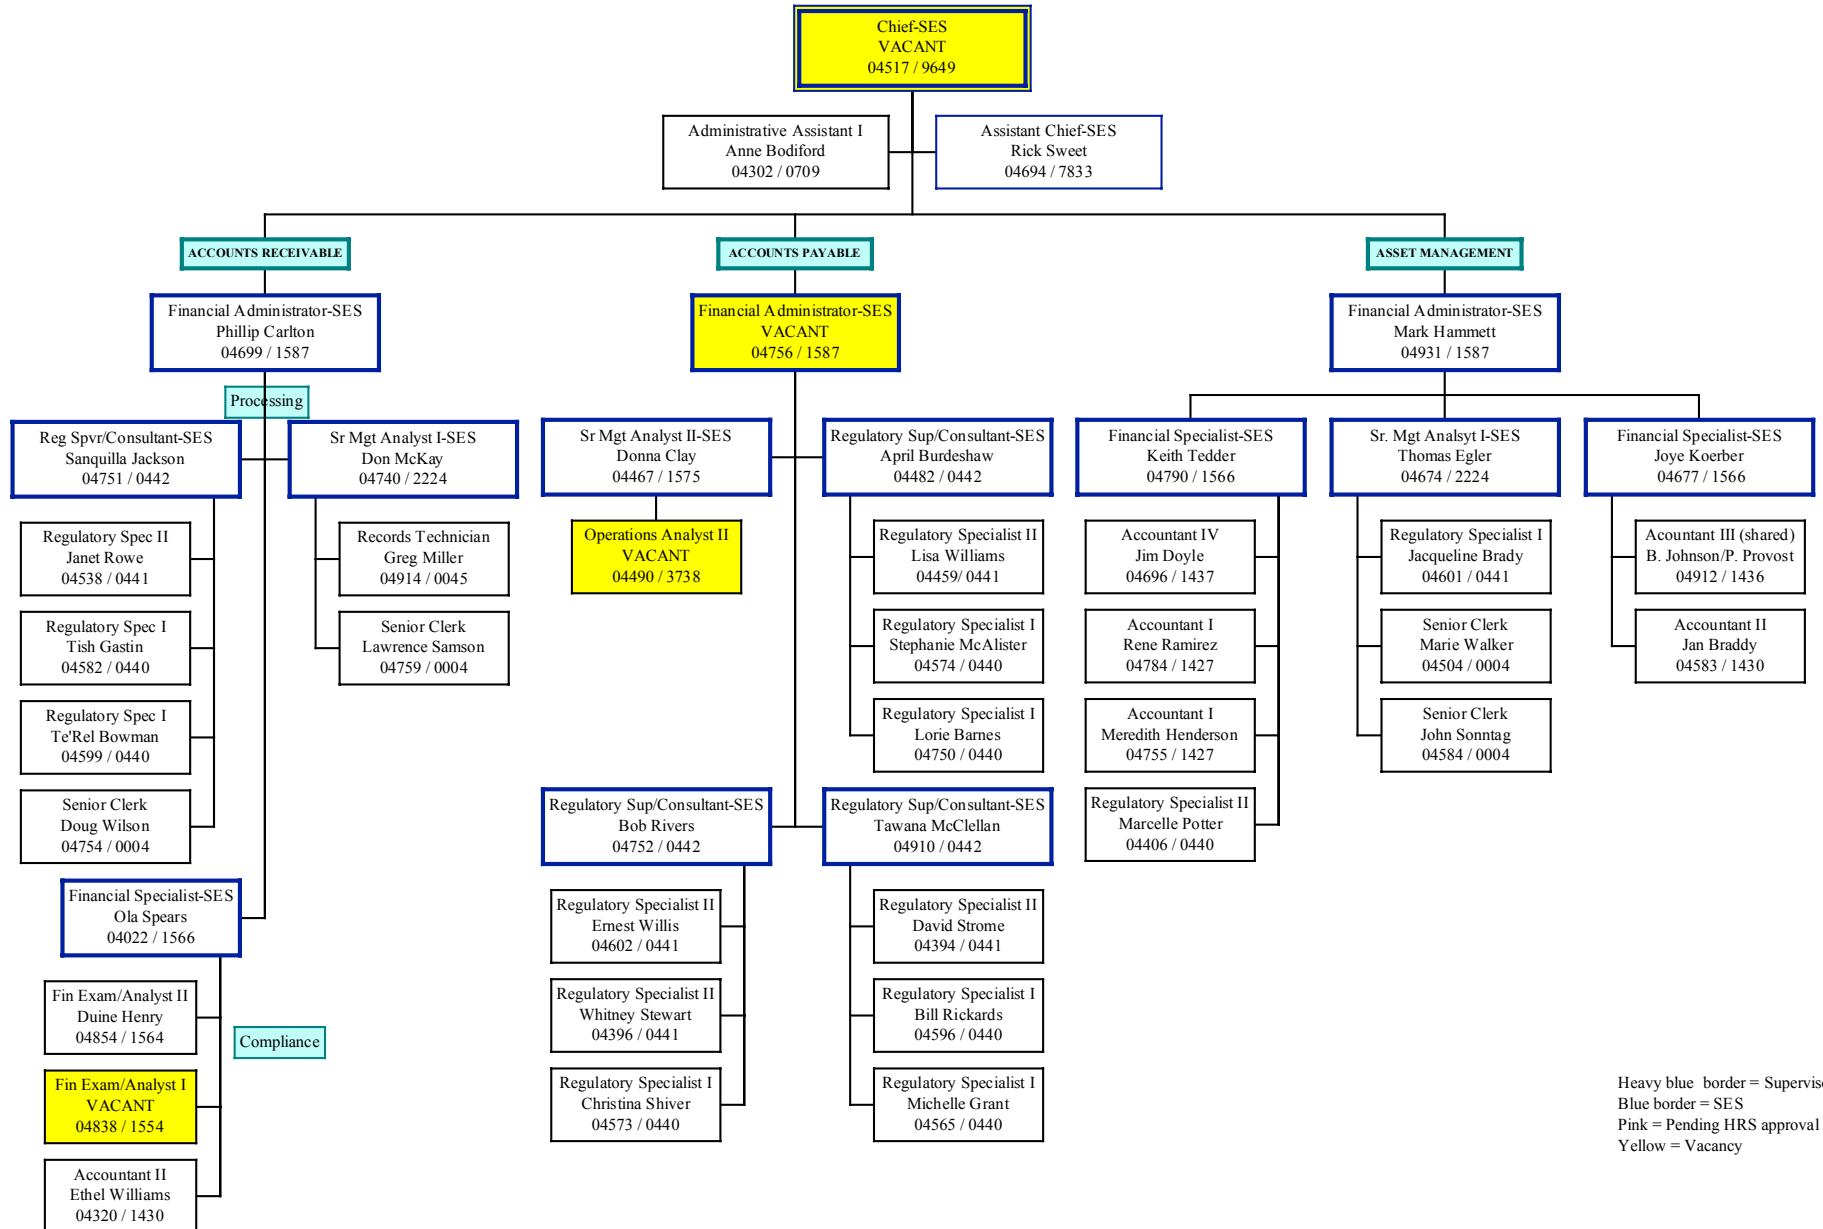 Chief-SES
VACANT
04517 / 9649
Administrative Assistant I
Anne Bodiford
04302 / 0709
Assistant Chief-SES
Rick Sweet
04694 / 7833
ACCOUNTS RECEIVABLE
ACCOUNTS PAYABLE
ASSET MANAGEMENT
Financial Administrator-SES
Phillip Carlton
04699 / 1587
Financial Administrator-SES
VACANT
04756 / 1587
Financial Administrator-SES
Mark Hammett
04931 / 1587
Processing
Reg Spvr/Consultant-SES
Sanquilla Jackson
04751 / 0442
Sr Mgt Analyst I-SES
Don McKay
04740 / 2224
Sr Mgt Analyst II-SES
Donna Clay
04467 / 1575
Regulatory Sup/Consultant-SES
April Burdeshaw
04482 / 0442
Financial Specialist-SES
Keith Tedder
04790 / 1566
Sr. Mgt Analsyt I-SES
Thomas Egler
04674 / 2224
Financial Specialist-SES
Joye Koerber
04677 / 1566
Regulatory Spec II
Janet Rowe
04538 / 0441
Records Technician
Greg Miller
04914 / 0045
Operations Analyst II
VACANT
04490 / 3738
Regulatory Specialist II
Lisa Williams
04459/ 0441
Accountant IV
Jim Doyle
04696 / 1437
Regulatory Specialist I
Jacqueline Brady
04601 / 0441
Acountant III (shared)
B. Johnson/P. Provost
04912 / 1436
Regulatory Spec I
Tish Gastin
04582 / 0440
Senior Clerk
Lawrence Samson
04759 / 0004
Regulatory Specialist I
Stephanie McAlister
04574 / 0440
Accountant I
Rene Ramirez
04784 / 1427
Senior Clerk
Marie Walker
04504 / 0004
Accountant II
Jan Braddy
04583 / 1430
Regulatory Spec I
Te'Rel Bowman
04599 / 0440
Regulatory Specialist I
Lorie Barnes
04750 / 0440
Accountant I
Meredith Henderson
04755 / 1427
Senior Clerk
John Sonntag
04584 / 0004
Senior Clerk
Doug Wilson
04754 / 0004
Regulatory Sup/Consultant-SES
Bob Rivers
04752 / 0442
Regulatory Sup/Consultant-SES
Tawana McClellan
04910 / 0442
Regulatory Specialist II
Marcelle Potter
04406 / 0440
Financial Specialist-SES
Ola Spears
04022 / 1566
Regulatory Specialist II
Ernest Willis
04602 / 0441
Regulatory Specialist II
David Strome
04394 / 0441
Fin Exam/Analyst II
Duine Henry
04854 / 1564
Compliance
Regulatory Specialist II
Whitney Stewart
04396 / 0441
Regulatory Specialist I
Bill Rickards
04596 / 0440
Fin Exam/Analyst I
VACANT
04838 / 1554
Regulatory Specialist I
Christina Shiver
04573 / 0440
Regulatory Specialist I
Michelle Grant
04565 / 0440
Accountant II
Ethel Williams
04320 / 1430
Heavy blue border = Supervis
Blue border = SES
Pink = Pending HRS approval
Yellow = Vacancy